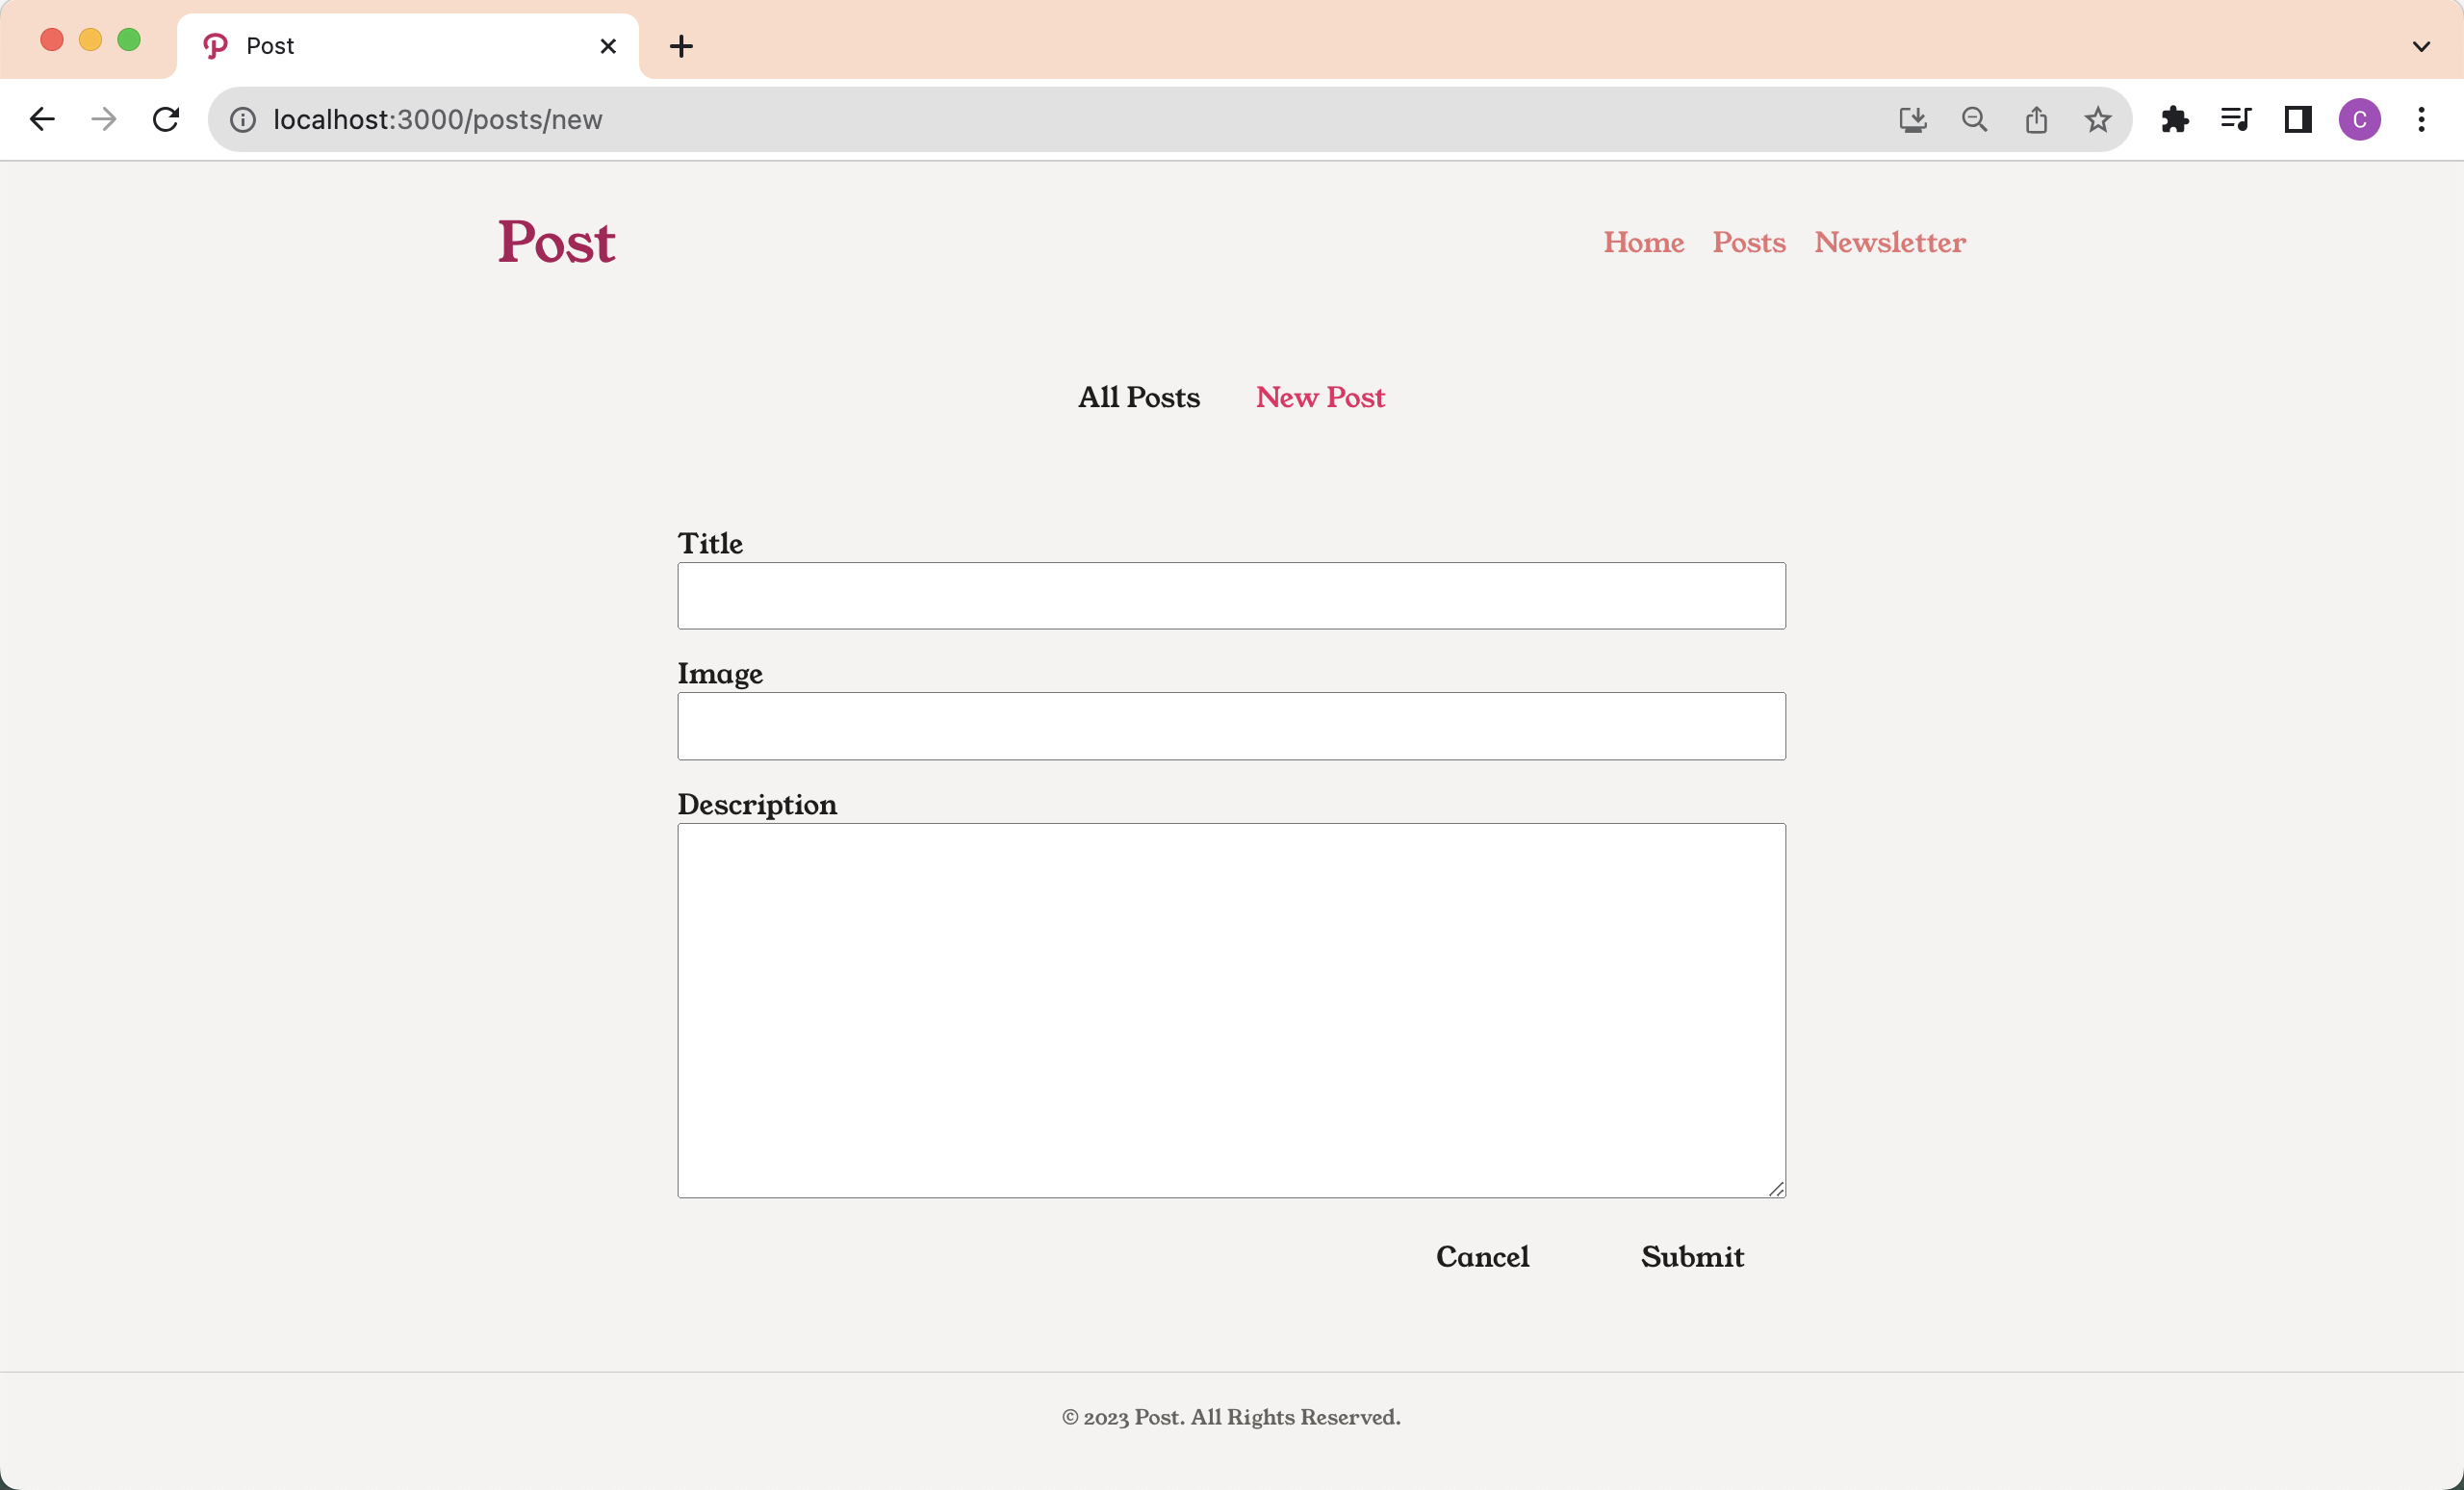 Post
localhost:3000/posts/new
C
Post
Home Posts Newsletter
All Posts New Post
Title
Image
Description
Cancel Submit
© 2023 Post. All Rights Reserved.